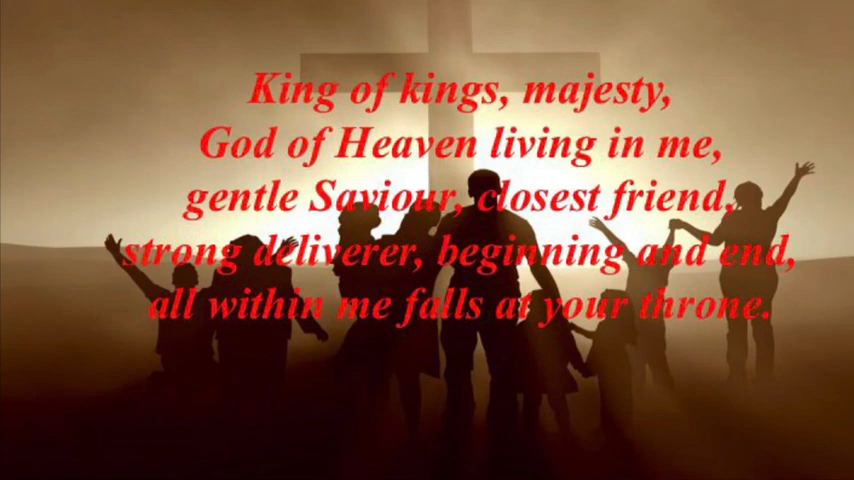 King of kings, majesty,
God of Heaven living in me,
gentle Saviour, closest friend,
strong deliverer, beginning and end,
all within me falls at your throne.